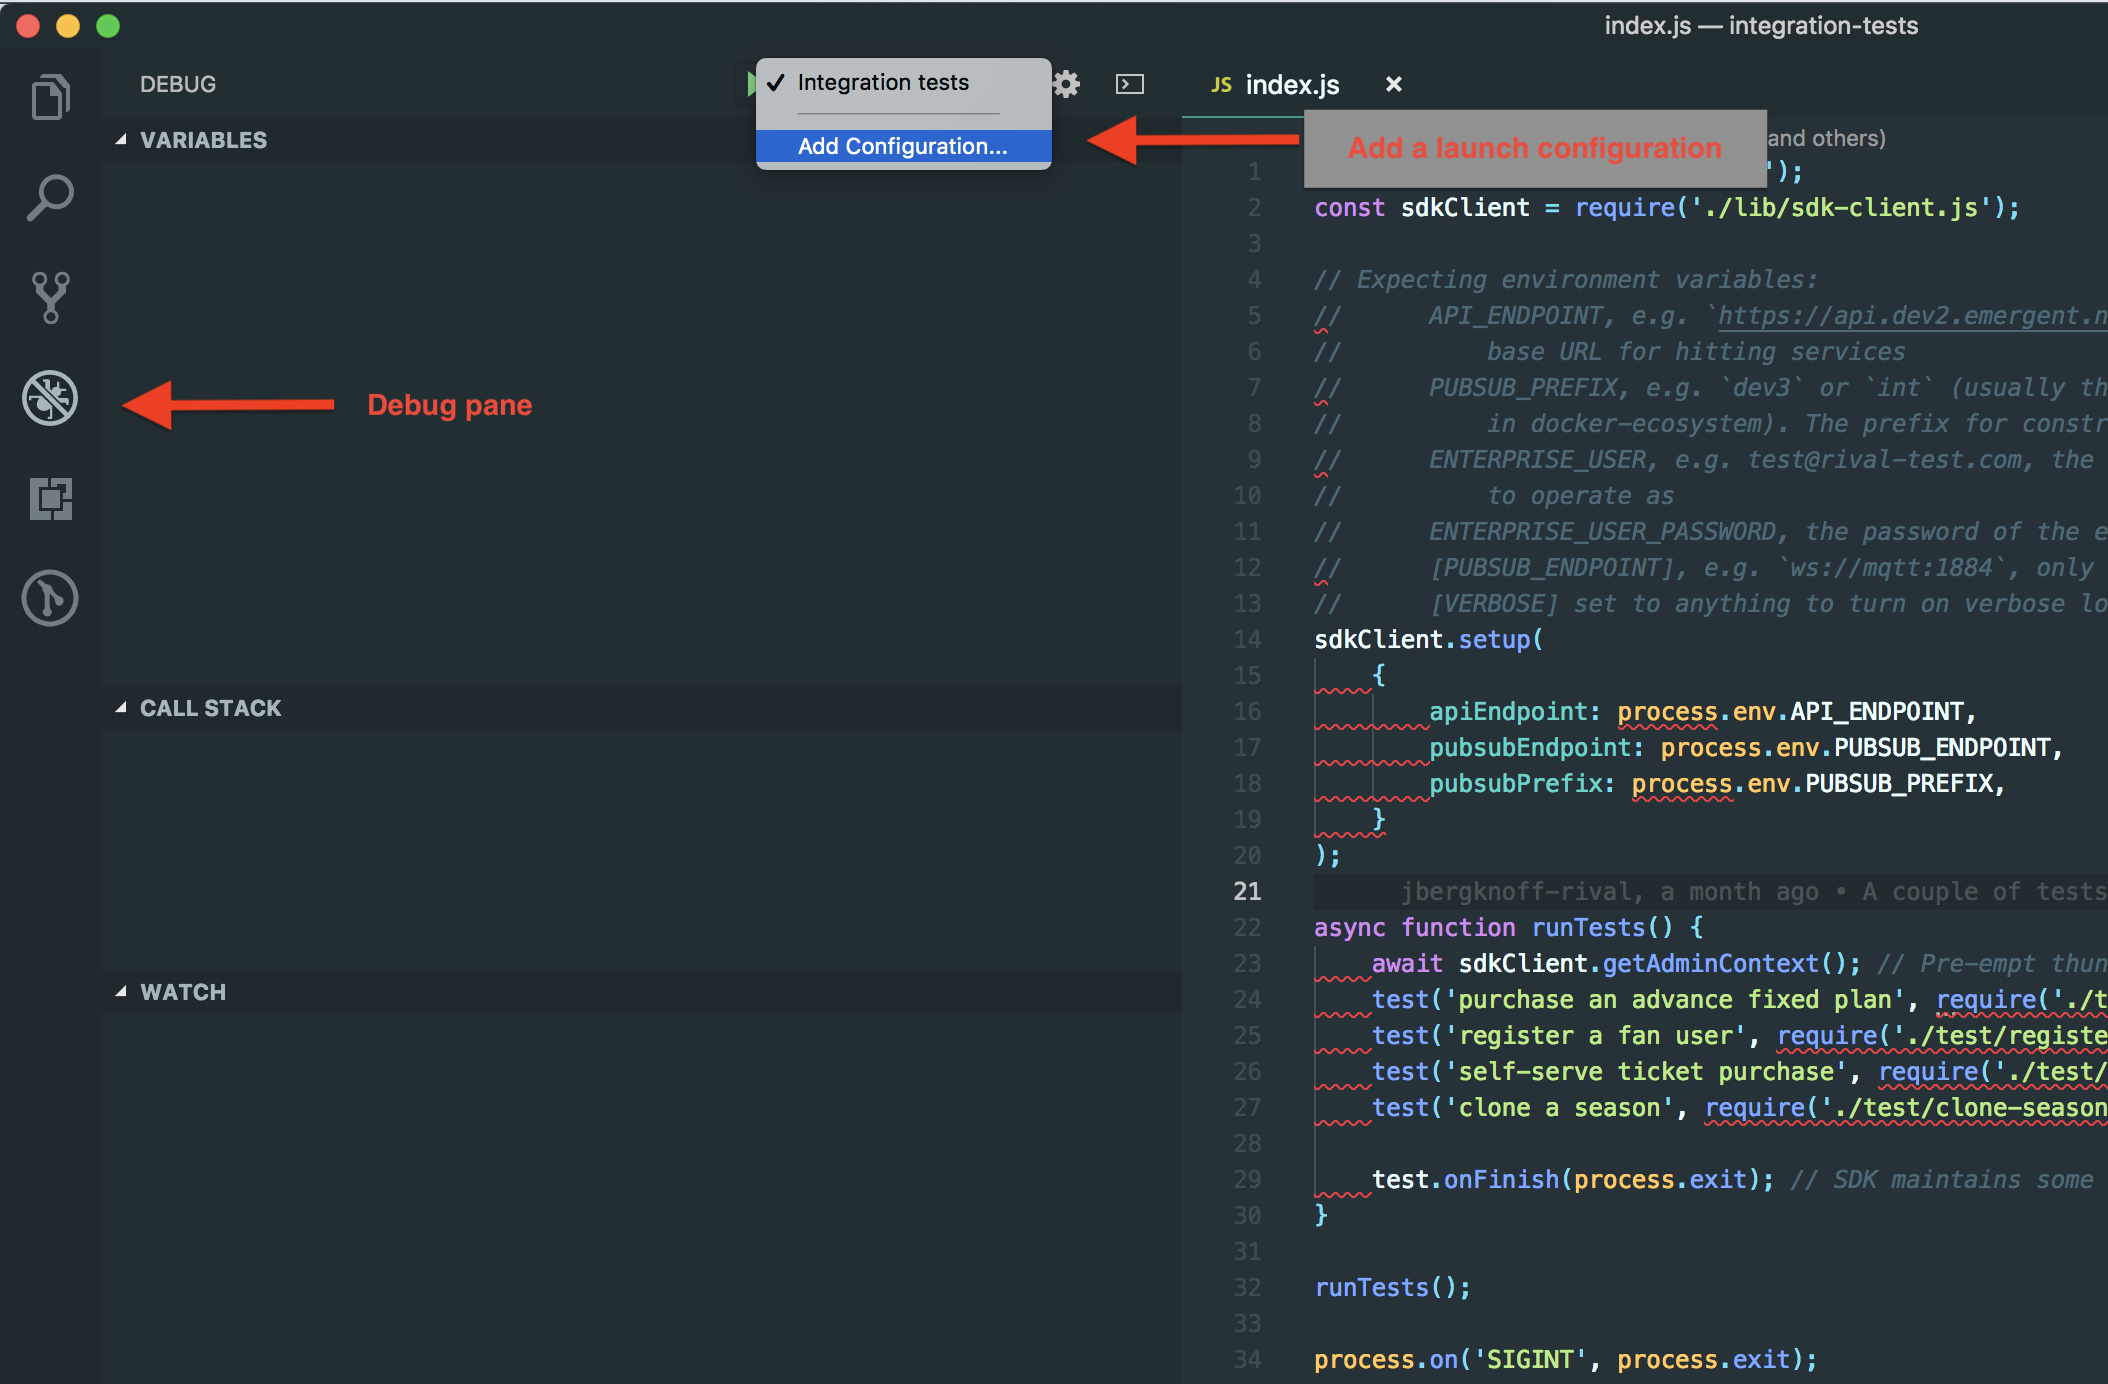 index.js — integration-tests
DEBUG
✓ Integration tests
Add Configuration...
JS index.js ×
Add a launch configuration
and others)
VARIABLES
Debug pane
CALL STACK
WATCH
1 ');
2 const sdkClient = require('./lib/sdk-client.js');
3
4 // Expecting environment variables:
5 //      API_ENDPOINT, e.g. `https://api.dev2.emergent.n
6 //          base URL for hitting services
7 //      PUBSUB_PREFIX, e.g. `dev3` or `int` (usually th
8 //          in docker-ecosystem). The prefix for constr
9 //      ENTERPRISE_USER, e.g. test@rival-test.com, the
10 //          to operate as
11 //      ENTERPRISE_USER_PASSWORD, the password of the e
12 //      [PUBSUB_ENDPOINT], e.g. `ws://mqtt:1884`, only
13 //      [VERBOSE] set to anything to turn on verbose lo
14 sdkClient.setup(
15     {
16         apiEndpoint: process.env.API_ENDPOINT,
17         pubsubEndpoint: process.env.PUBSUB_ENDPOINT,
18         pubsubPrefix: process.env.PUBSUB_PREFIX,
19     }
20 );
21       jbergknoff-rival, a month ago • A couple of tests
22 async function runTests() {
23     await sdkClient.getAdminContext(); // Pre-empt thun
24     test('purchase an advance fixed plan', require('./t
25     test('register a fan user', require('./test/registe
26     test('self-serve ticket purchase', require('./test/
27     test('clone a season', require('./test/clone-season
28
29     test.onFinish(process.exit); // SDK maintains some
30 }
31
32 runTests();
33
34 process.on('SIGINT', process.exit);